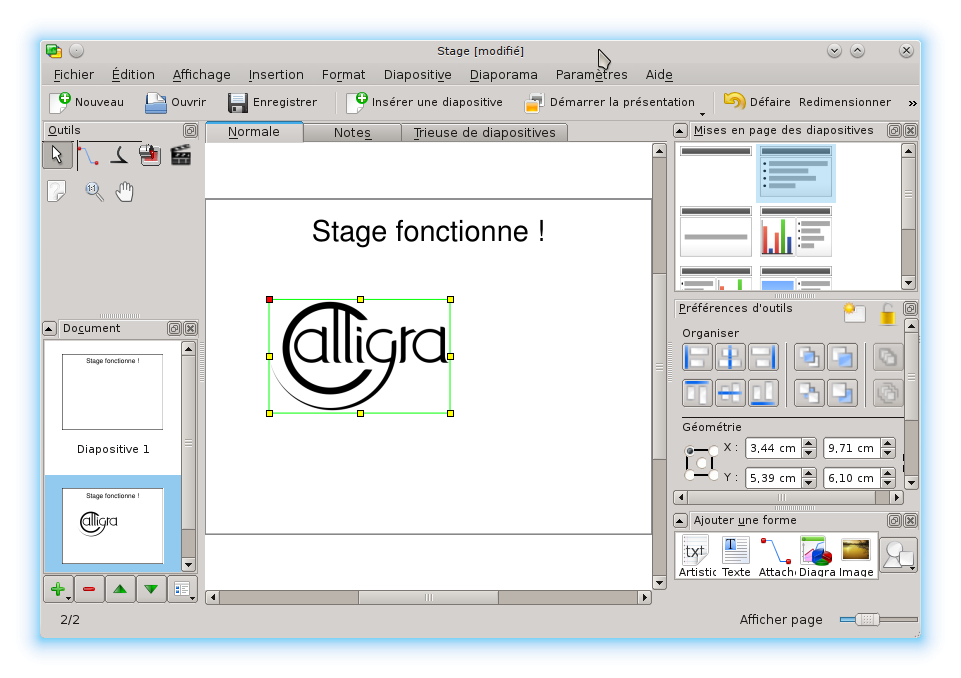 Stage [modifié]
Fichier Édition Affichage Insertion Format Diapositive Diaporama Paramètres Aide
Nouveau Ouvrir Enregistrer Insérer une diapositive Démarrer la présentation Défaire Redimensionner »
Outils
Normale Notes Trieuse de diapositives
Mises en page des diapositives
1:1
Stage fonctionne !
Calligra
Document
Stage fonctionne !
Diapositive 1
Stage fonctionne !
Calligra
2/2
Préférences d'outils
Organiser
Géométrie
X : 3,44 cm 9,71 cm
Y : 5,39 cm 6,10 cm
Ajouter une forme
txt T
Artistic Texte Attach Diagra Image
Afficher page